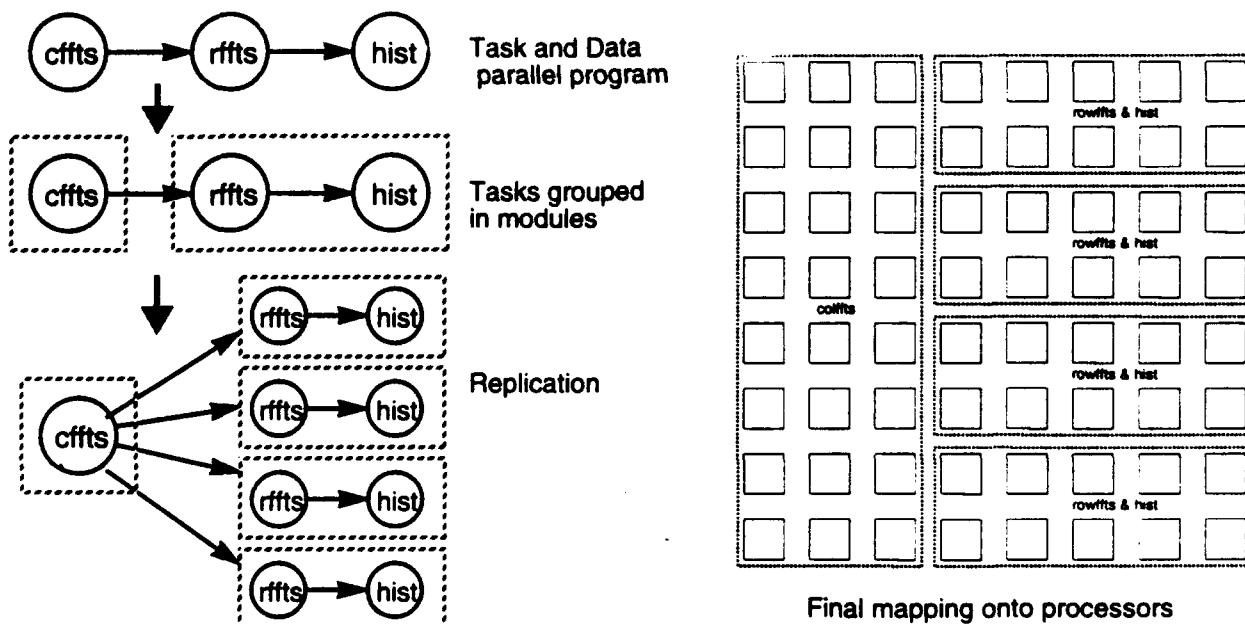 cffts
rffts
hist
Task and Data
parallel program
cffts
rffts
hist
Tasks grouped
in modules
rffts
hist
rffts
hist
cffts
rffts
hist
rffts
hist
Replication
rowffts & hist
rowffts & hist
colffts
rowffts & hist
rowffts & hist
Final mapping onto processors